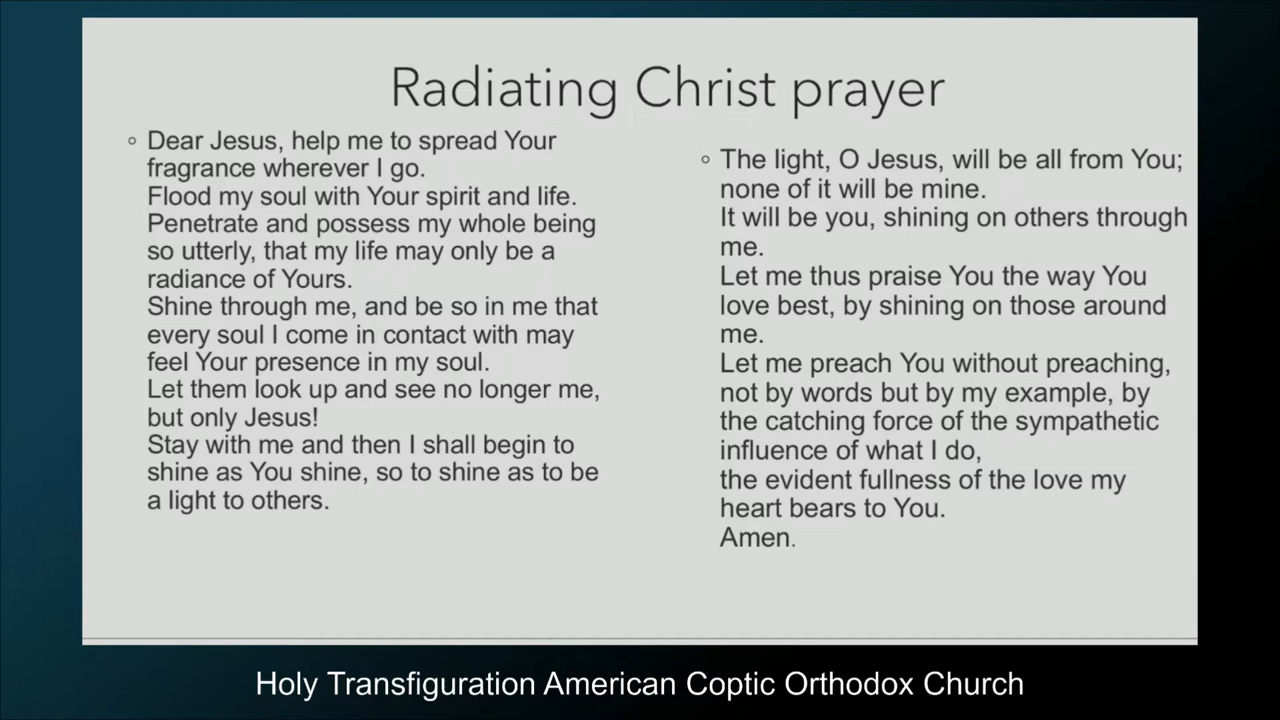 Radiating Christ prayer
Dear Jesus, help me to spread Your
fragrance wherever I go.
Flood my soul with Your spirit and life.
Penetrate and possess my whole being
so utterly, that my life may only be a
radiance of Yours.
Shine through me, and be so in me that
every soul I come in contact with may
feel Your presence in my soul.
Let them look up and see no longer me,
but only Jesus!
Stay with me and then I shall begin to
shine as You shine, so to shine as to be
a light to others.
The light, O Jesus, will be all from You;
none of it will be mine.
It will be you, shining on others through
me.
Let me thus praise You the way You
love best, by shining on those around
me.
Let me preach You without preaching,
not by words but by my example, by
the catching force of the sympathetic
influence of what I do,
the evident fullness of the love my
heart bears to You.
Amen.
Holy Transfiguration American Coptic Orthodox Church